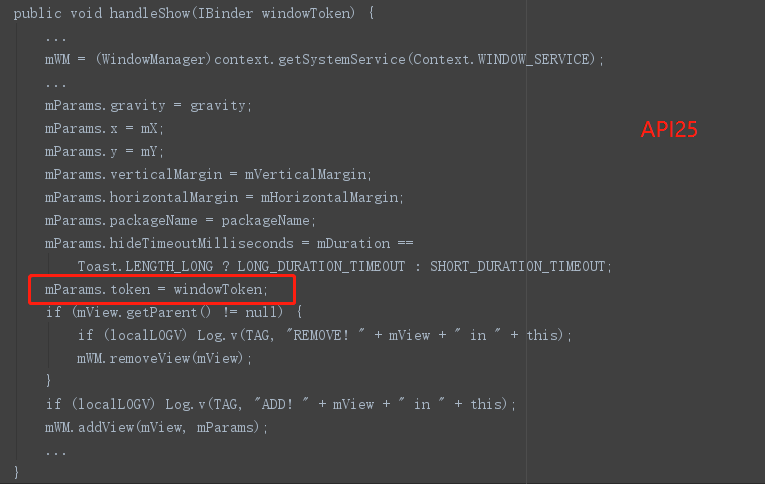 public void handleShow(IBinder windowToken) {
...
mWM = (WindowManager)context.getSystemService(Context.WINDOW_SERVICE);
...
mParams.gravity = gravity;
API25
mParams.x = mX;
mParams.y = mY;
mParams.verticalMargin = mVerticalMargin;
mParams.horizontalMargin = mHorizontalMargin;
mParams.packageName = packageName;
mParams.hideTimeoutMilliseconds = mDuration ==
Toast.LENGTH_LONG ? LONG_DURATION_TIMEOUT : SHORT_DURATION_TIMEOUT;
mParams.token = windowToken;
if (mView.getParent() != null) {
if (localLOGV) Log.v(TAG, "REMOVE! " + mView + " in " + this);
mWM.removeView(mView);
}
if (localLOGV) Log.v(TAG, "ADD! " + mView + " in " + this);
mWM.addView(mView, mParams);
...
}